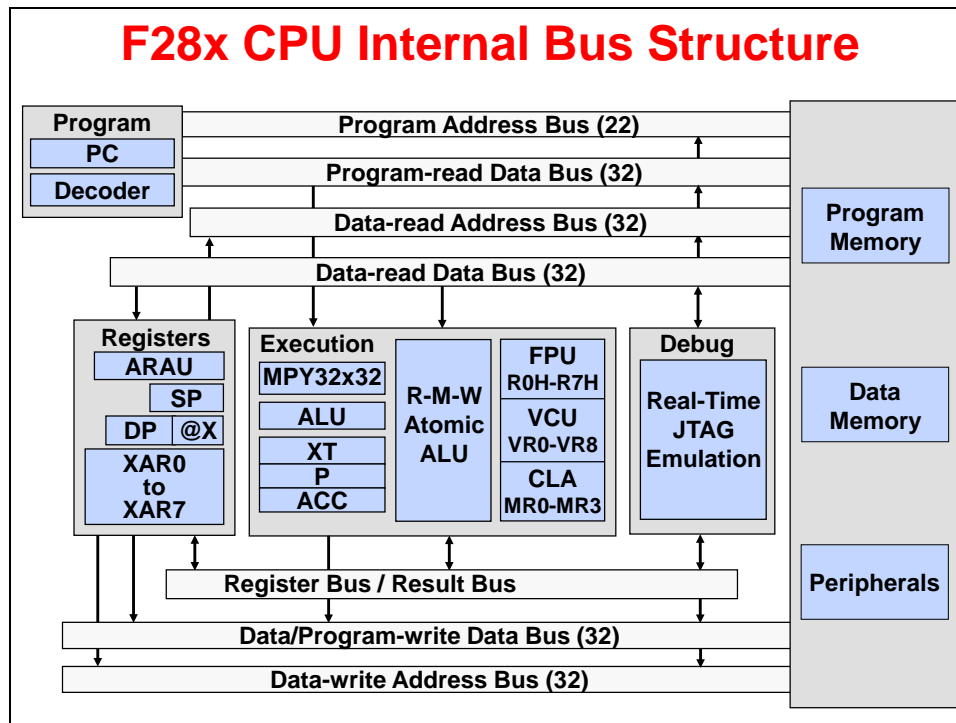 F28x CPU Internal Bus Structure
Program
PC
Decoder
Program Address Bus (22)
Program-read Data Bus (32)
Data-read Address Bus (32)
Data-read Data Bus (32)
Program
Memory
Data
Memory
Peripherals
Registers
ARAU
SP
DP
@X
XAR0
to
XAR7
Execution
MPY32x32
ALU
XT
P
ACC
R-M-W
Atomic
ALU
FPU
R0H-R7H
VCU
VR0-VR8
CLA
MR0-MR3
Debug
Real-Time
JTAG
Emulation
Register Bus / Result Bus
Data/Program-write Data Bus (32)
Data-write Address Bus (32)